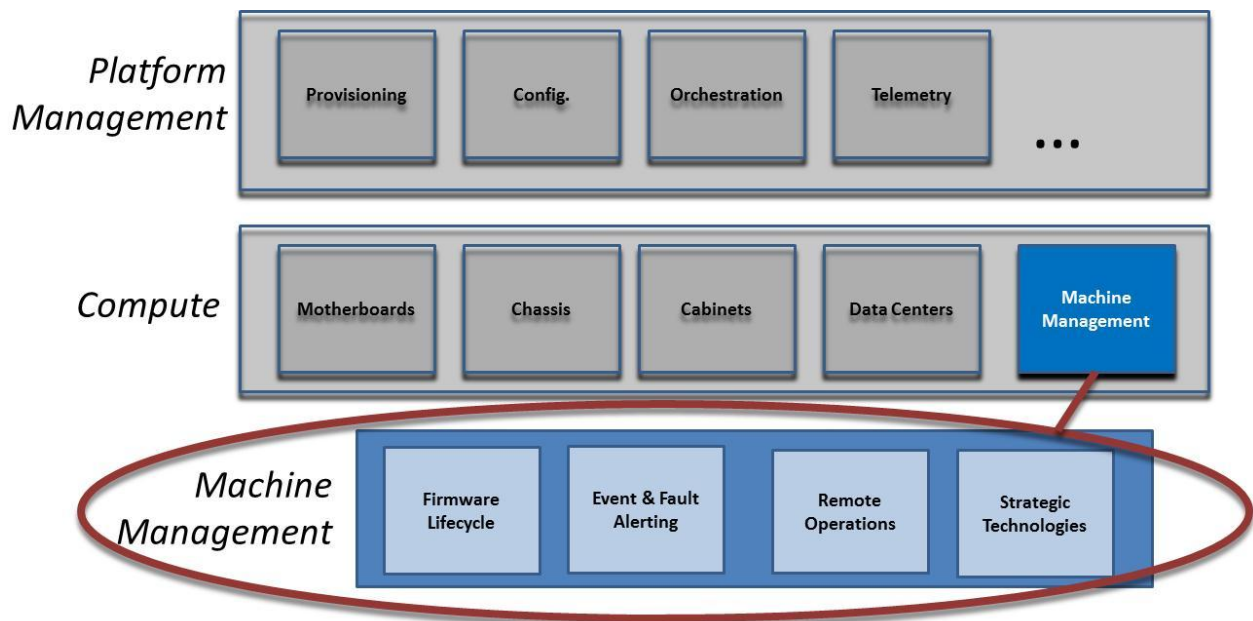 Platform
Management
Provisioning
Config.
Orchestration
Telemetry
...
Compute
Motherboards
Chassis
Cabinets
Data Centers
Machine
Management
Machine
Management
Firmware
Lifecycle
Event & Fault
Alerting
Remote
Operations
Strategic
Technologies